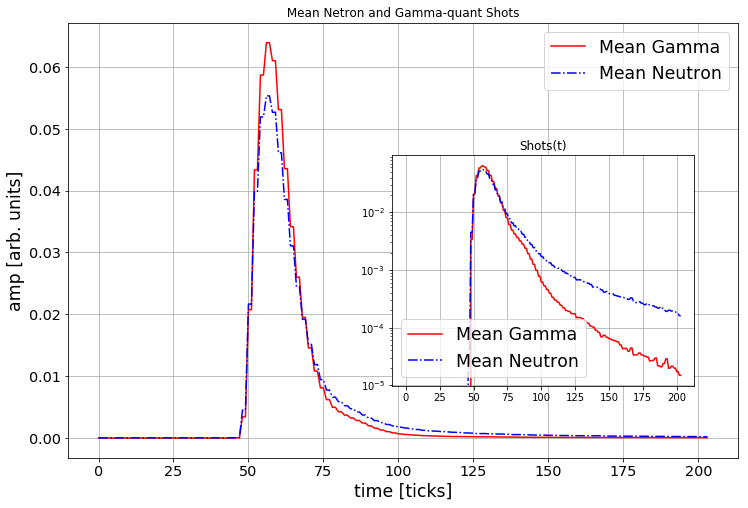 Mean Netron and Gamma-quant Shots
Mean Gamma
Mean Neutron
amp [arb. units]
0.06
0.05
0.04
0.03
0.02
0.01
0.00
0 25 50 75 100 125 150 175 200
time [ticks]
Shots(t)
10⁻²
10⁻³
10⁻⁴
10⁻⁵
Mean Gamma
Mean Neutron
0 25 50 75 100 125 150 175 200